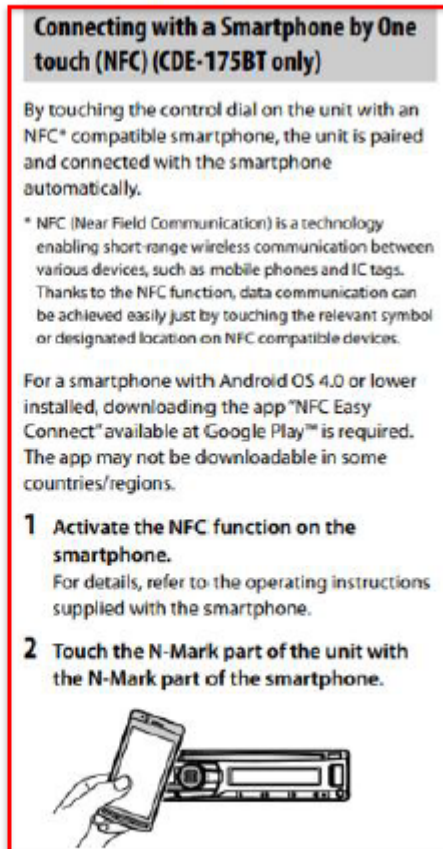 Connecting with a Smartphone by One
touch (NFC) (CDE-175BT only)
By touching the control dial on the unit with an
NFC* compatible smartphone, the unit is paired
and connected with the smartphone
automatically.
* NFC (Near Field Communication) is a technology
enabling short-range wireless communication between
various devices, such as mobile phones and IC tags.
Thanks to the NFC function, data communication can
be achieved easily just by touching the relevant symbol
or designated location on NFC compatible devices.
For a smartphone with Android OS 4.0 or lower
installed, downloading the app "NFC Easy
Connect" available at Google Play™ is required.
The app may not be downloadable in some
countries/regions.
1 Activate the NFC function on the
smartphone.
For details, refer to the operating instructions
supplied with the smartphone.
2 Touch the N-Mark part of the unit with
the N-Mark part of the smartphone.